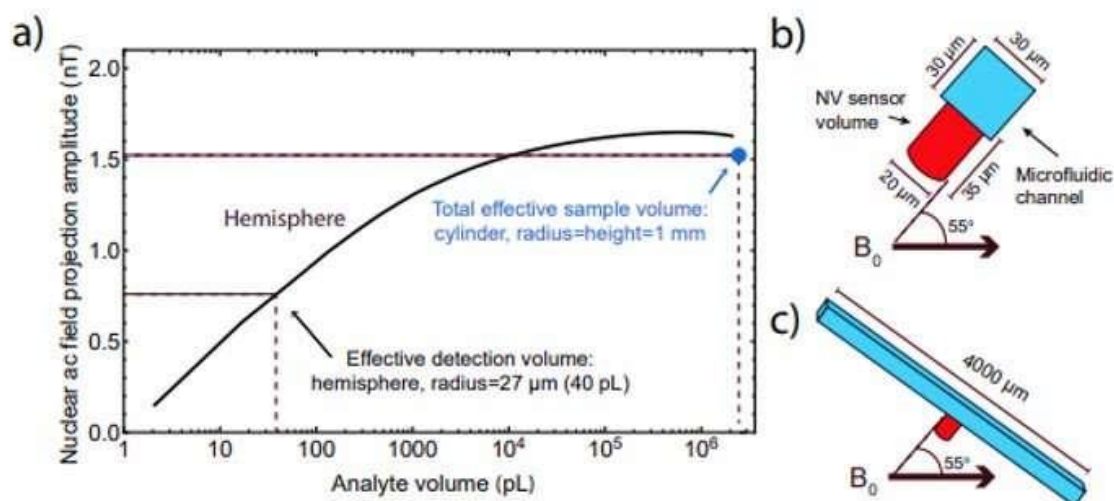 a)
Nuclear ac field projection amplitude (nT)
2.0
1.5
1.0
0.5
0.0
Hemisphere
Total effective sample volume:
cylinder, radius=height=1 mm
Effective detection volume:
hemisphere, radius=27 µm (40 pL)
1 10 100 1000 10⁴ 10⁵ 10⁶
Analyte volume (pL)
b)
30 µm 30 µm
NV sensor
volume
20 µm 35 µm
Microfluidic
channel
55°
B₀
c)
4000 µm
55°
B₀